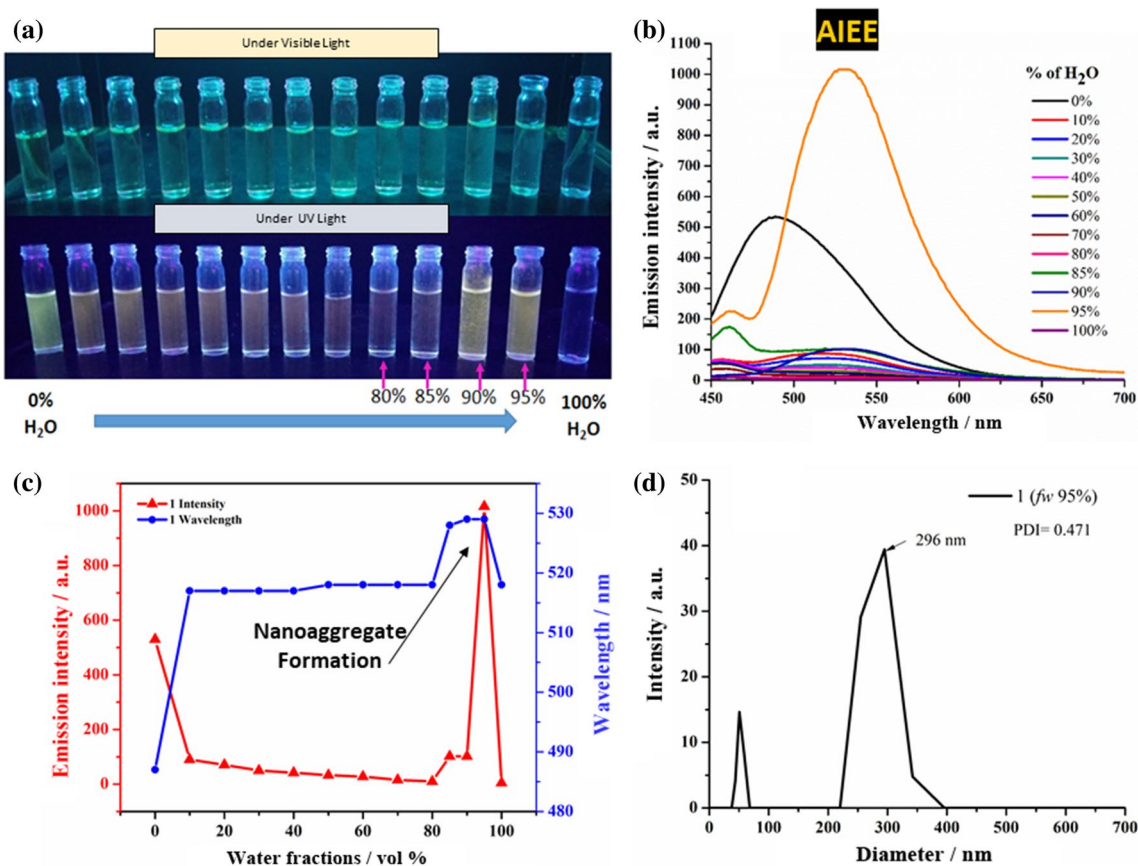 (a)
Under Visible Light
Under UV Light
80% 85% 90% 95%
0%
H₂O
100%
H₂O
(b)
AIEE
1100
1000
900
800
700
600
500
400
300
200
100
0
450 500 550 600 650 700
Emission intensity / a.u.
Wavelength / nm
% of H₂O
0%
10%
20%
30%
40%
50%
60%
70%
80%
85%
90%
95%
100%
(c)
1 Intensity
1 Wavelength
1000
800
600
400
200
0
Emission intensity / a.u.
530
520
510
500
490
480
Wavelength / nm
Nanoaggregate
Formation
0 20 40 60 80 100
Water fractions / vol %
(d)
50
40
30
20
10
0
Intensity / a.u.
1 (fw 95%)
PDI= 0.471
296 nm
0 100 200 300 400 500 600 700
Diameter / nm